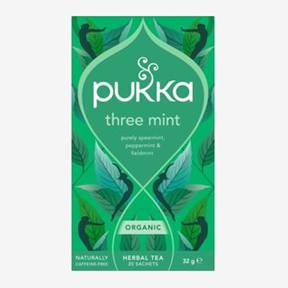 pukka
three mint
purely spearmint,
peppermint &
fieldmint
ORGANIC
NATURALLY
CAFFEINE-FREE
HERBAL TEA
20 SACHETS
32 g ℮